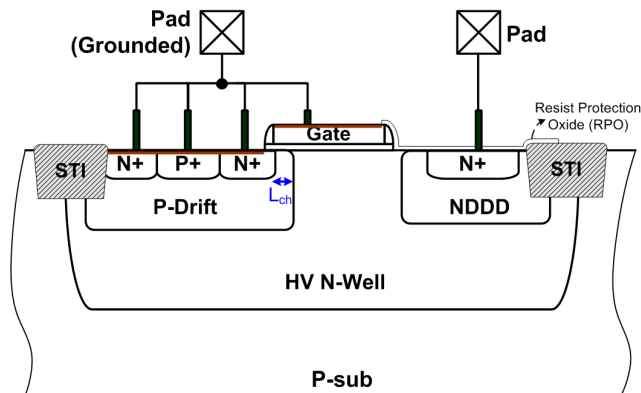 Pad
(Grounded)
Pad
Resist Protection
Oxide (RPO)
Gate
STI
N+
P+
N+
N+
STI
Lch
P-Drift
NDDD
HV N-Well
P-sub